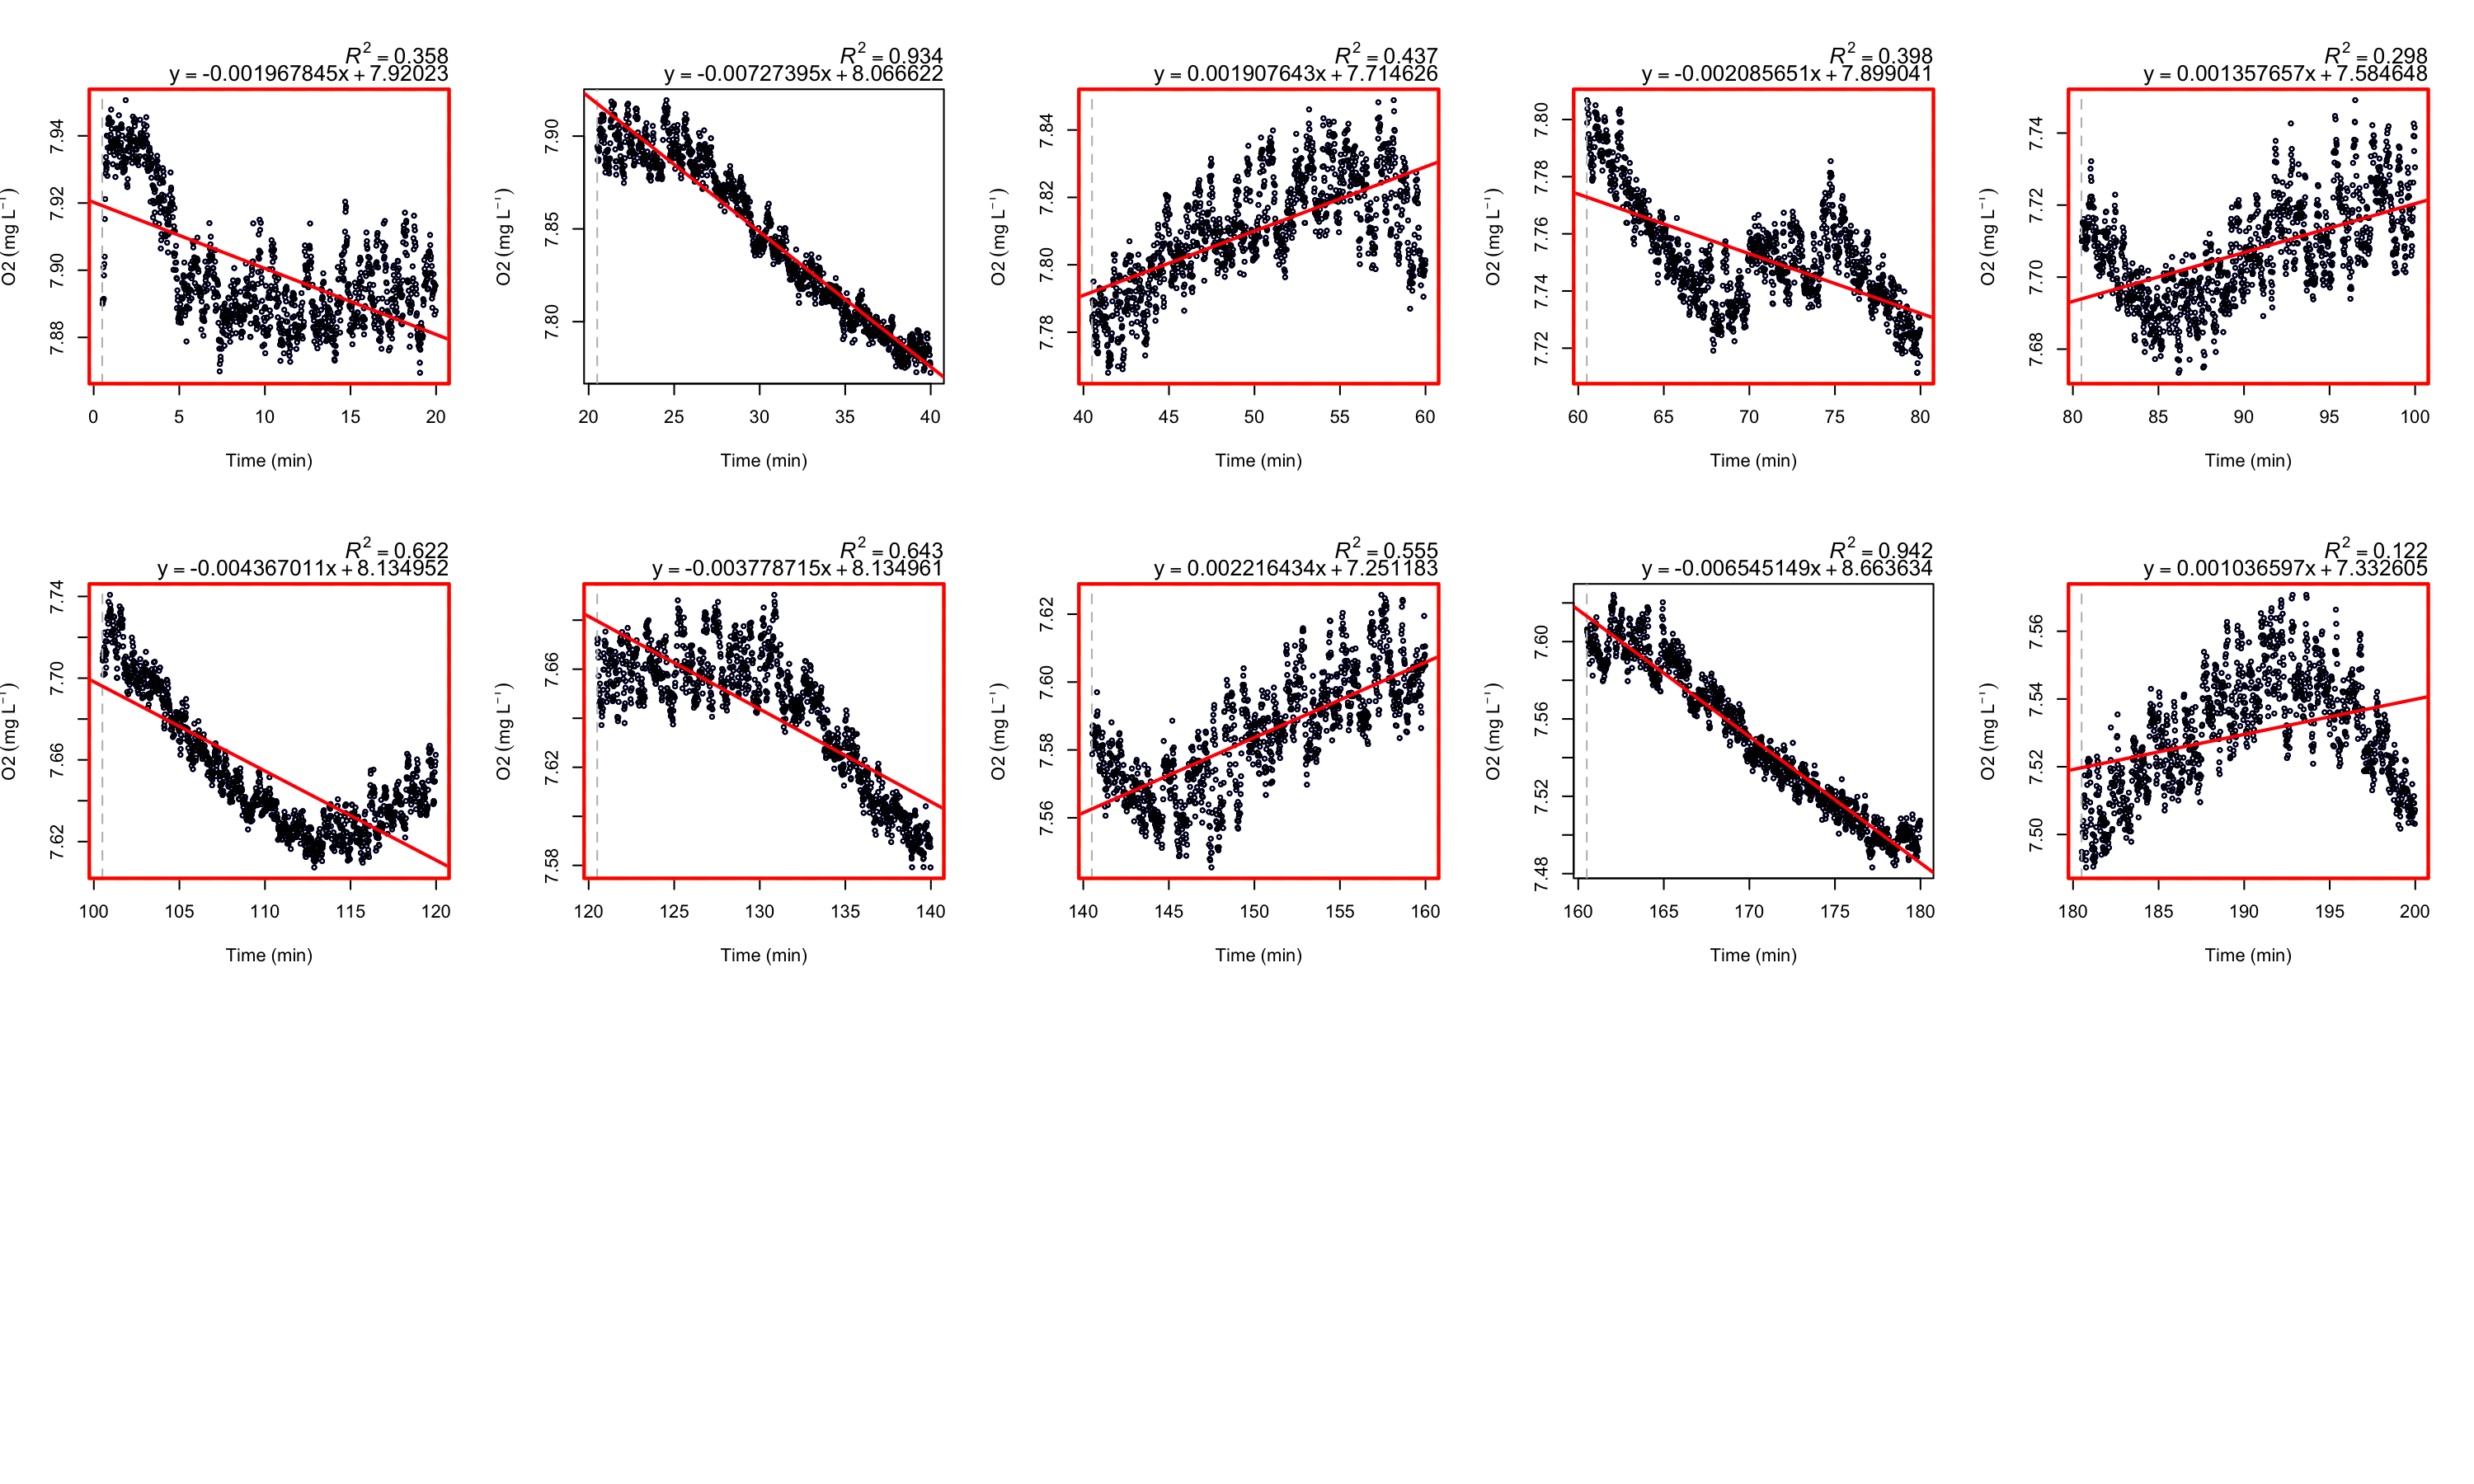 R² = 0.358
y = -0.001967845x + 7.92023
O2 (mg L⁻¹)
7.94
7.92
7.90
7.88
0 5 10 15 20
Time (min)
R² = 0.934
y = -0.00727395x + 8.066622
O2 (mg L⁻¹)
7.90
7.85
7.80
20 25 30 35 40
Time (min)
R² = 0.437
y = 0.001907643x + 7.714626
O2 (mg L⁻¹)
7.84
7.82
7.80
7.78
40 45 50 55 60
Time (min)
R² = 0.398
y = -0.002085651x + 7.899041
O2 (mg L⁻¹)
7.80
7.78
7.76
7.74
7.72
60 65 70 75 80
Time (min)
R² = 0.298
y = 0.001357657x + 7.584648
O2 (mg L⁻¹)
7.74
7.72
7.70
7.68
80 85 90 95 100
Time (min)
R² = 0.622
y = -0.004367011x + 8.134952
O2 (mg L⁻¹)
7.74
7.70
7.66
7.62
100 105 110 115 120
Time (min)
R² = 0.643
y = -0.003778715x + 8.134961
O2 (mg L⁻¹)
7.66
7.62
7.58
120 125 130 135 140
Time (min)
R² = 0.555
y = 0.002216434x + 7.251183
O2 (mg L⁻¹)
7.62
7.60
7.58
7.56
140 145 150 155 160
Time (min)
R² = 0.942
y = -0.006545149x + 8.663634
O2 (mg L⁻¹)
7.60
7.56
7.52
7.48
160 165 170 175 180
Time (min)
R² = 0.122
y = 0.001036597x + 7.332605
O2 (mg L⁻¹)
7.56
7.54
7.52
7.50
180 185 190 195 200
Time (min)